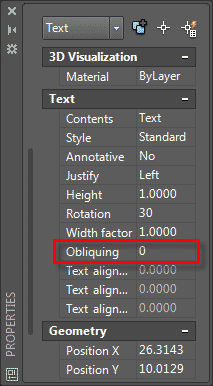 Text
3D Visualization
Material ByLayer
Text
Contents Text
Style Standard
Annotative No
Justify Left
Height 1.0000
Rotation 30
Width factor 1.0000
Obliquing 0
Text align... 0.0000
Text align... 0.0000
Text align... 0.0000
Geometry
Position X 26.3143
Position Y 10.0129
PROPERTIES